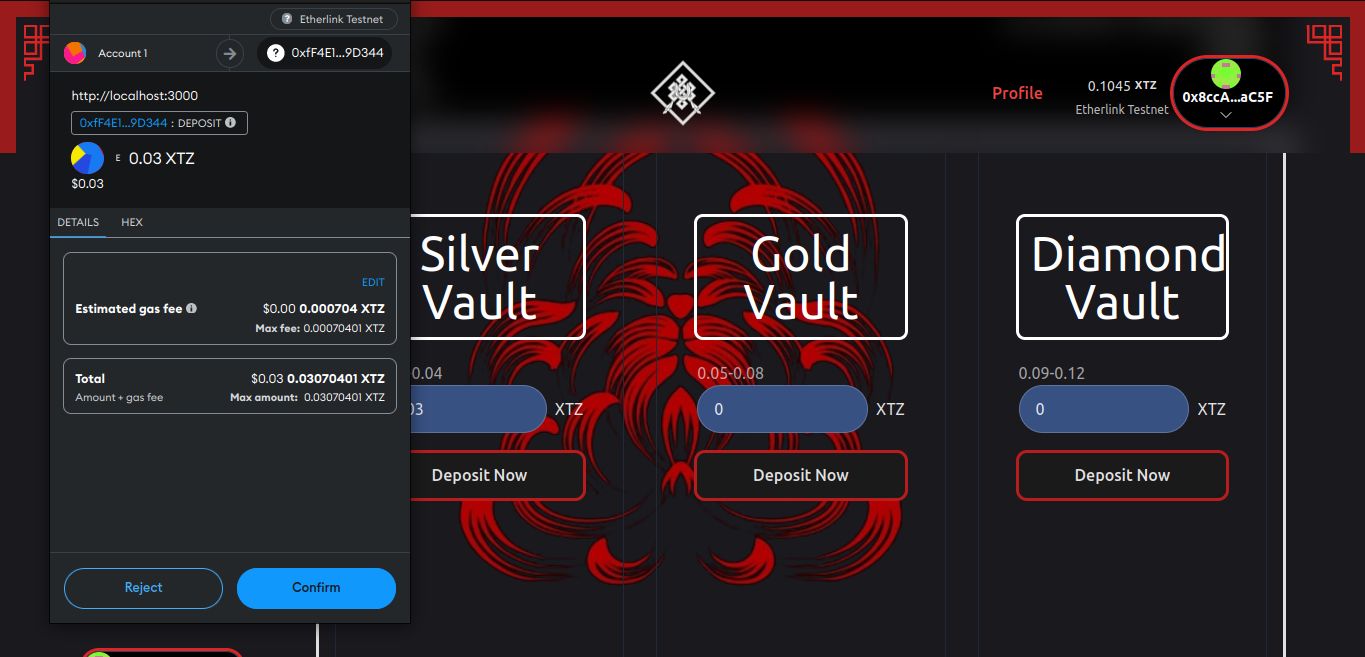 Etherlink Testnet
Account 1
0xfF4E1...9D344
http://localhost:3000
0xfF4E1...9D344 : DEPOSIT
E 0.03 XTZ
$0.03
DETAILS HEX
EDIT
Estimated gas fee $0.00 0.000704 XTZ
Max fee: 0.00070401 XTZ
Total $0.03 0.03070401 XTZ
Amount + gas fee Max amount: 0.03070401 XTZ
Reject Confirm
Profile
0.1045 XTZ
Etherlink Testnet
0x8ccA...aC5F
Silver
Vault
0.04
03 XTZ
Deposit Now
Gold
Vault
0.05-0.08
0 XTZ
Deposit Now
Diamond
Vault
0.09-0.12
0 XTZ
Deposit Now